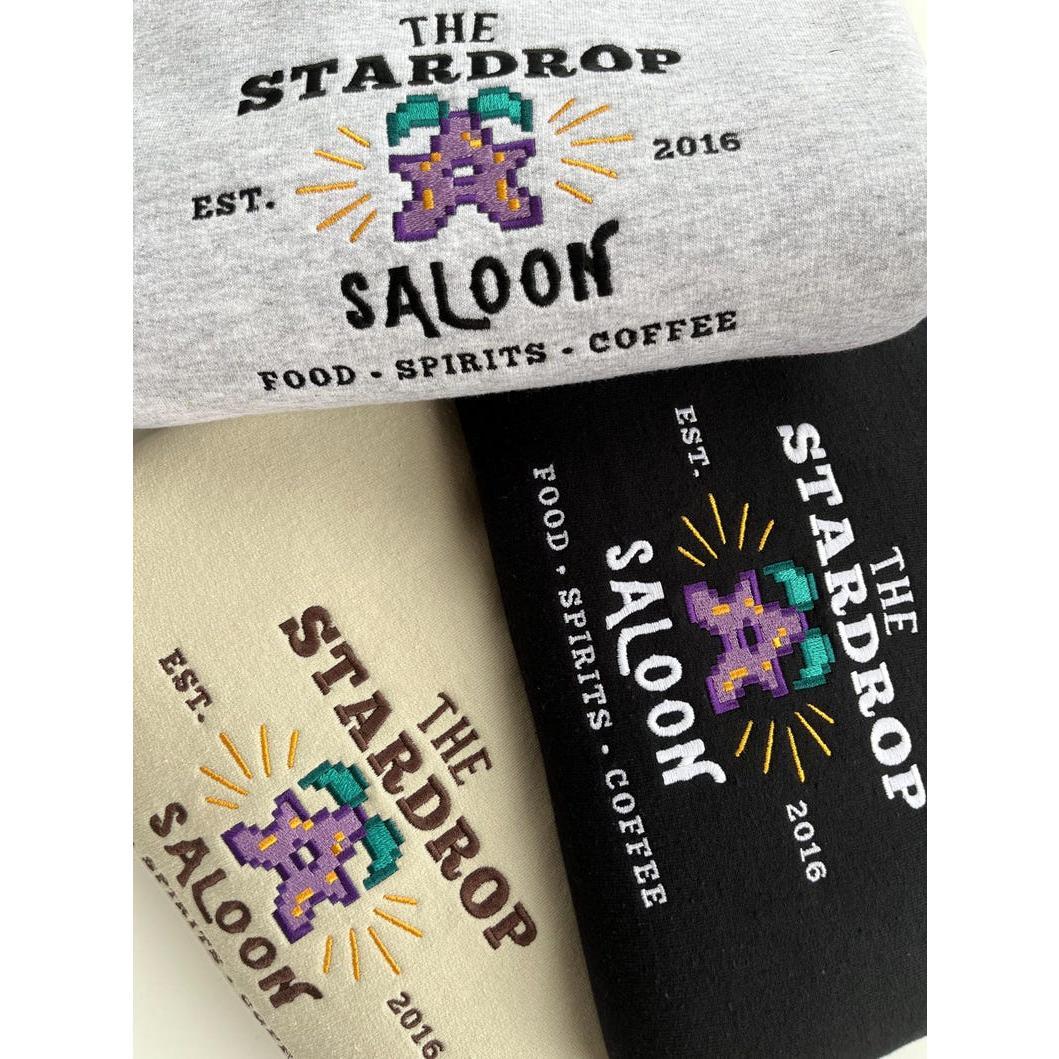 THE
STARDROP
EST. 2016
SALOON
FOOD • SPIRITS • COFFEE
THE
STARDROP
EST. 2016
SALOON
SPIRITS
THE
STARDROP
EST. 2016
SALOON
FOOD • SPIRITS • COFFEE